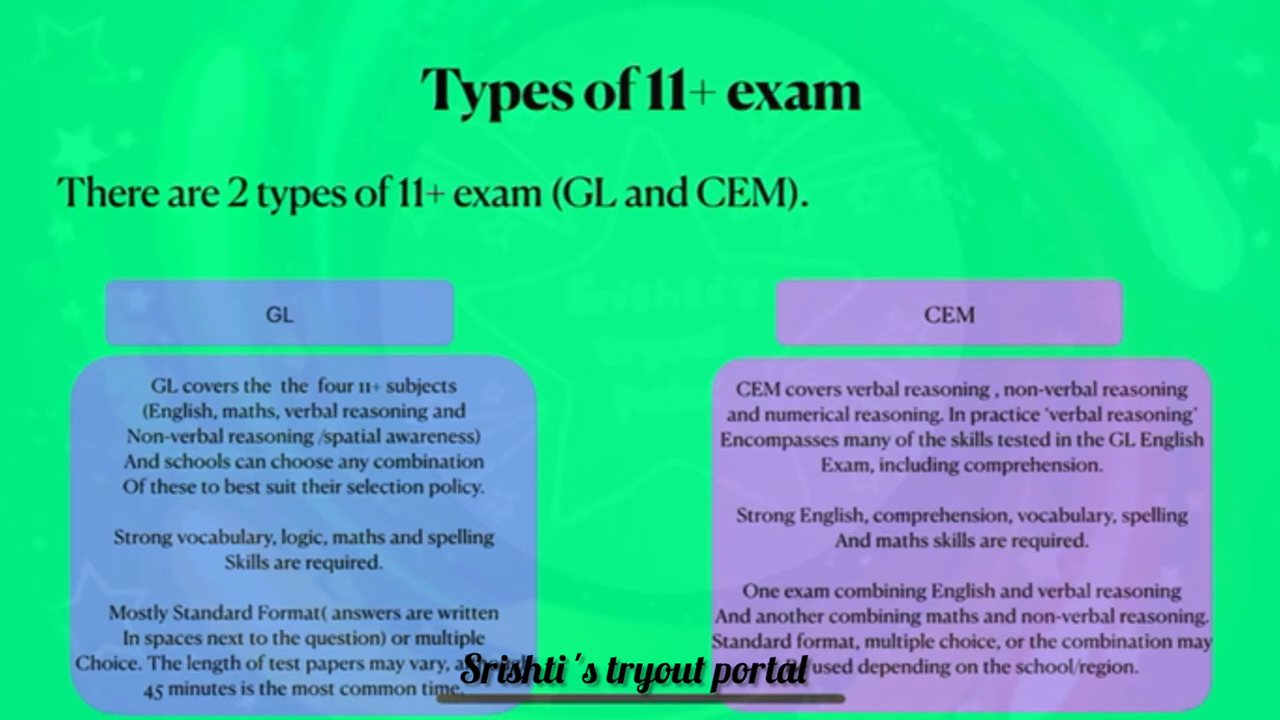 Types of 11+ exam
There are 2 types of 11+ exam (GL and CEM).
GL
GL covers the the four 11+ subjects
(English, maths, verbal reasoning and
Non-verbal reasoning /spatial awareness)
And schools can choose any combination
Of these to best suit their selection policy.
Strong vocabulary, logic, maths and spelling
Skills are required.
Mostly Standard Format( answers are written
In spaces next to the question) or multiple
Choice. The length of test papers may vary,
45 minutes is the most common time.
CEM
CEM covers verbal reasoning , non-verbal reasoning
and numerical reasoning. In practice 'verbal reasoning'
Encompasses many of the skills tested in the GL English
Exam, including comprehension.
Strong English, comprehension, vocabulary, spelling
And maths skills are required.
One exam combining English and verbal reasoning
And another combining maths and non-verbal reasoning.
Standard format, multiple choice, or the combination may
used depending on the school/region.
Srishti 's tryout portal